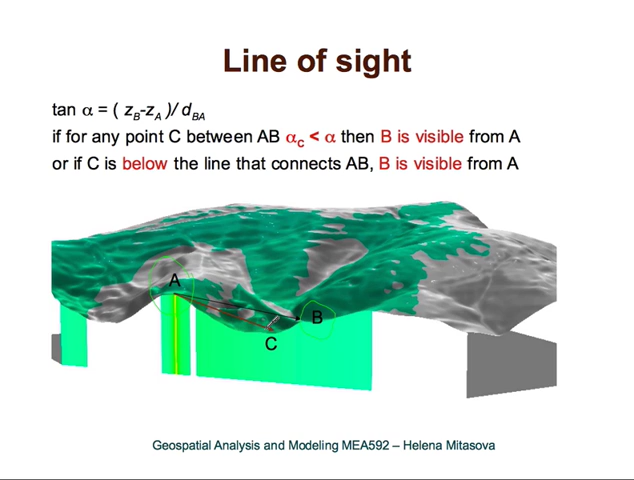 Line of sight
tan α = ( zB-zA )/ dBA
if for any point C between AB αc < α then B is visible from A
or if C is below the line that connects AB, B is visible from A
A
B
C
Geospatial Analysis and Modeling MEA592 – Helena Mitasova